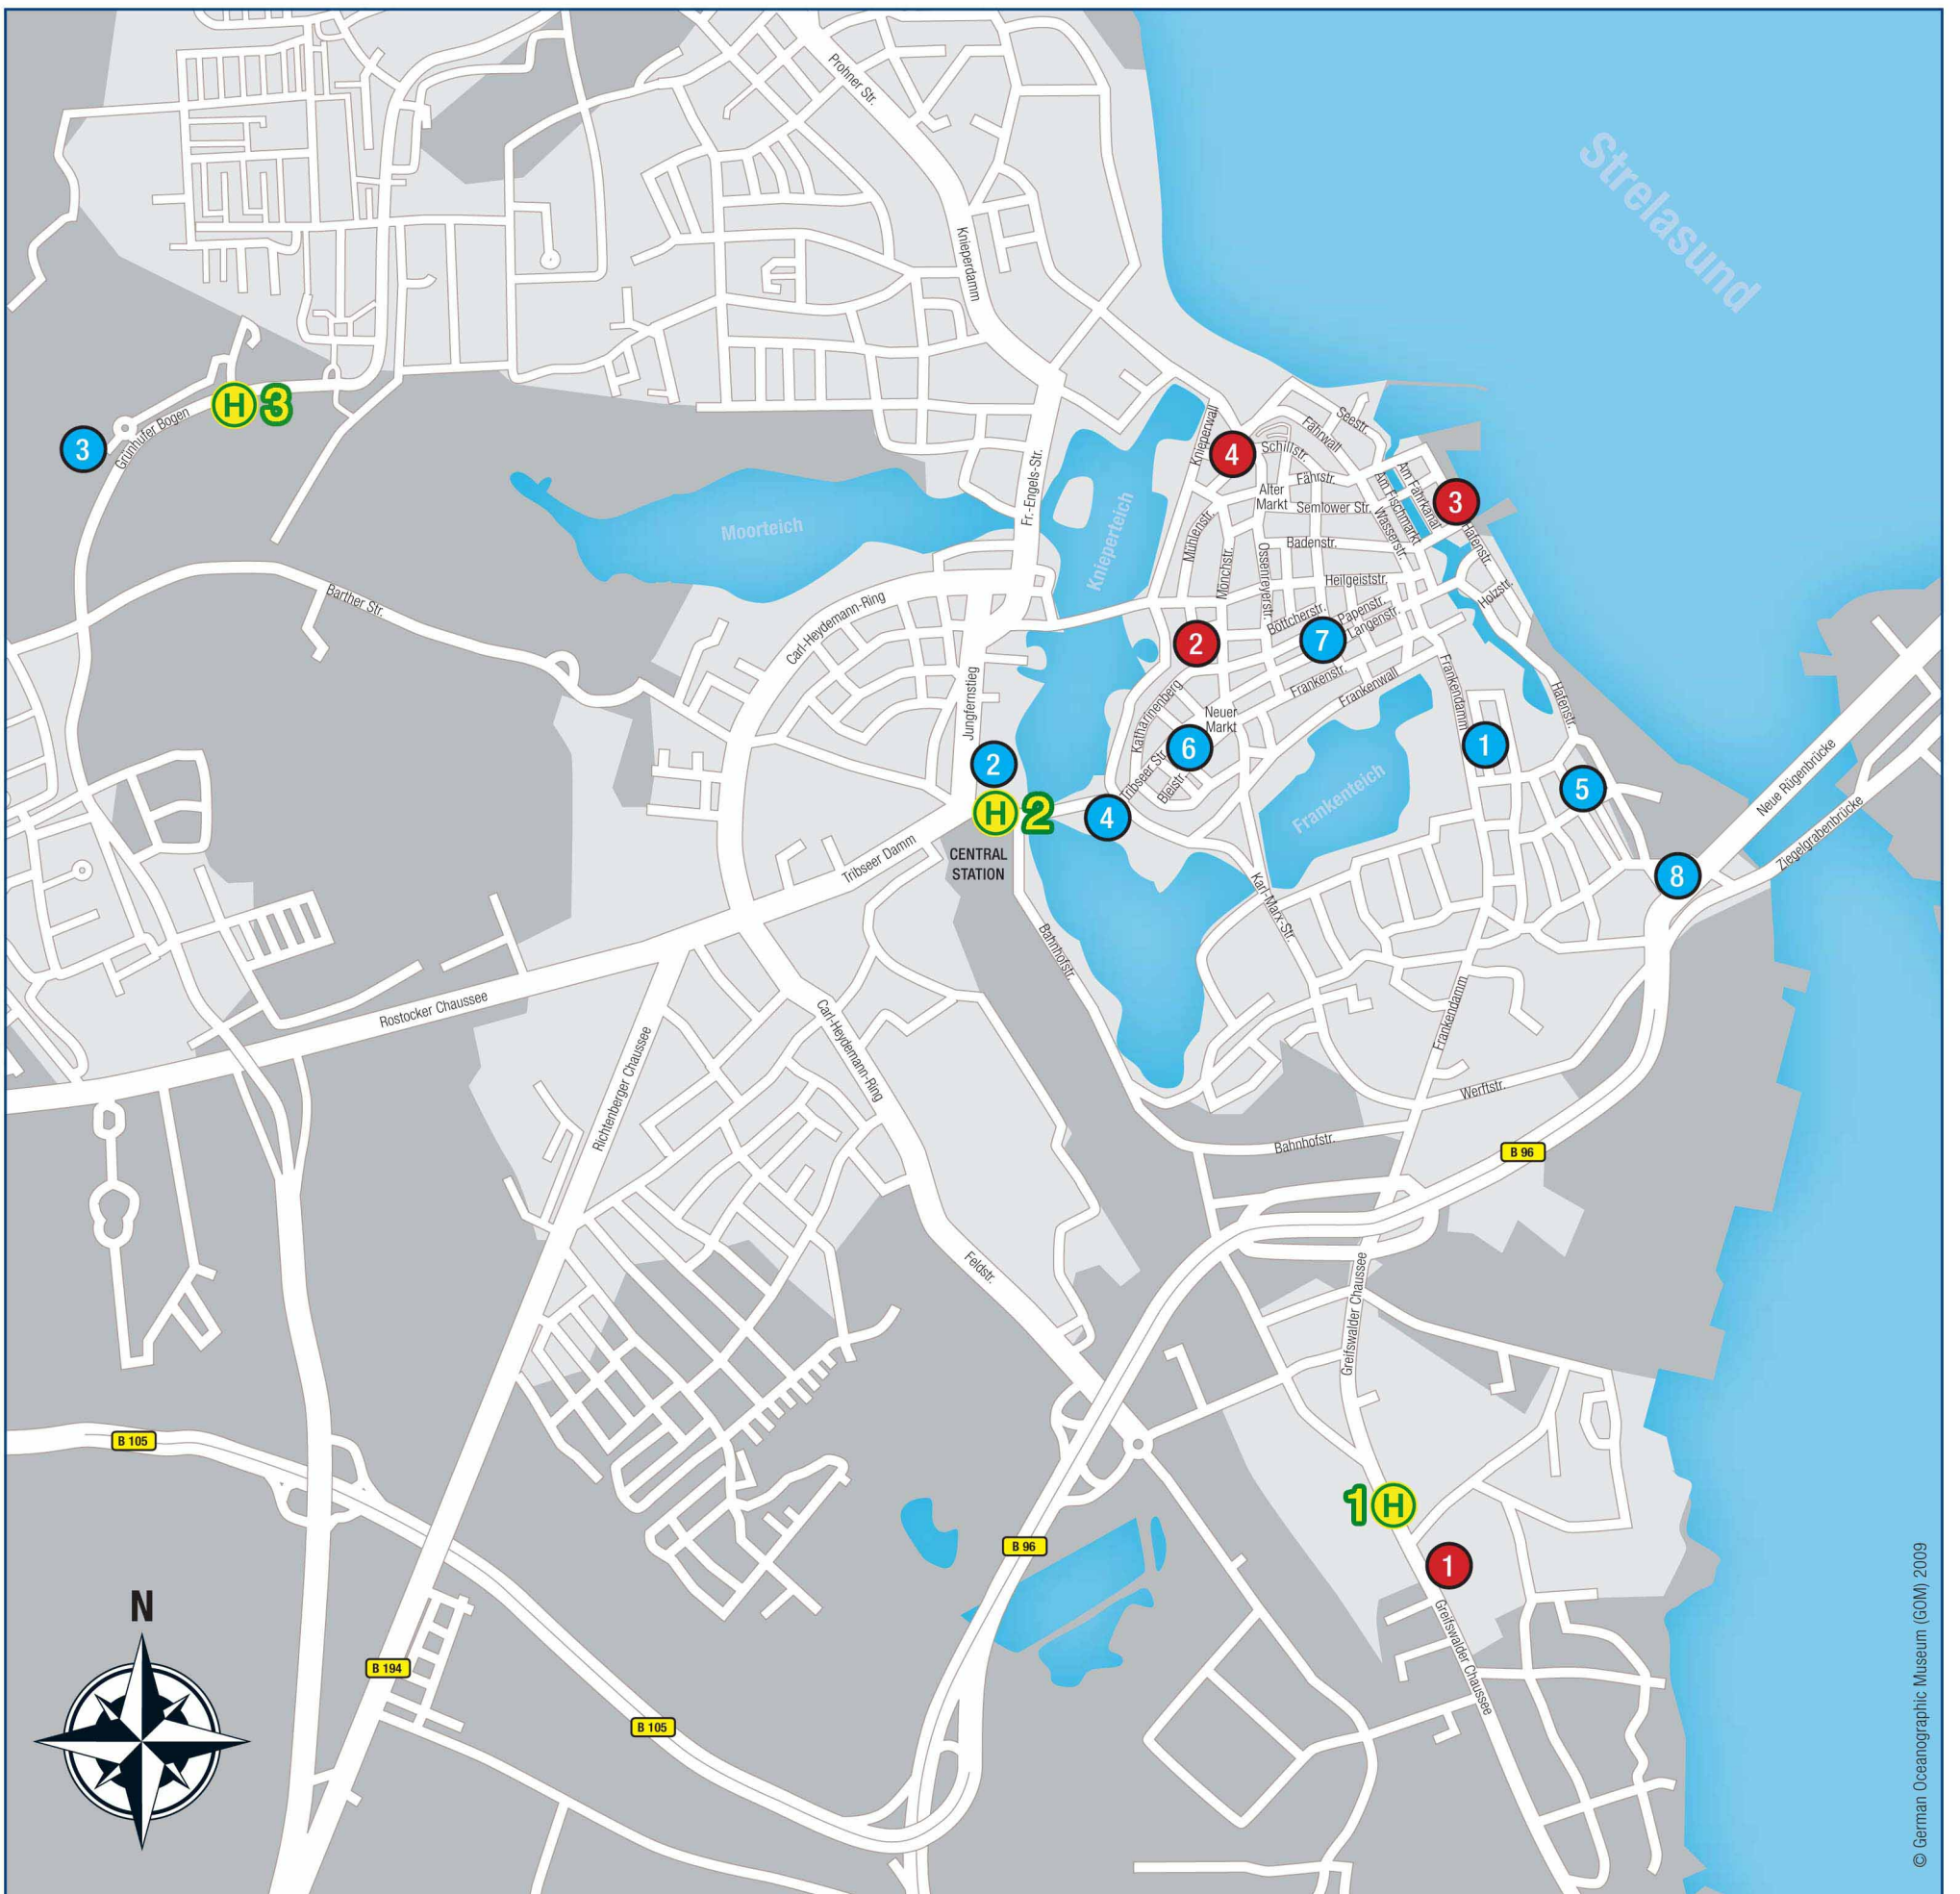 Prohner Str.
Strelasund
Knieperdamm
H 3
3
Grünhufer Bogen
Knieperwall
4
Schillstr.
Fährwall
Seestr.
Fr.-Engels-Str.
Moorteich
Knieperteich
Alter
Markt
Fährstr.
Semlower Str.
Am Fischmarkt
Am Fährkanal
3
Hafenstr.
Wasserstr.
Mühlenstr.
Mönchstr.
Ossenreyerstr.
Badenstr.
Heilgeiststr.
Holzstr.
Barther Str.
Carl-Heydemann-Ring
Böttcherstr.
Papenstr.
Langenstr.
2
7
Jungfernstieg
Katharinenberg
Frankenstr.
Frankenwall
Frankendamm
Hafenstr.
Neuer
Markt
6
1
2
Tribseer Str.
Bleistr.
H 2
4
5
Frankenteich
Neue Rügenbrücke
Ziegelgrabenbrücke
CENTRAL
STATION
Tribseer Damm
8
Karl-Marx-Str.
Bahnhofstr.
Rostocker Chaussee
Carl-Heydemann-Ring
Richtenberger Chaussee
Frankendamm
Werftstr.
Bahnhofstr.
B 96
Feldstr.
Greifswalder Chaussee
B 105
1 H
B 96
1
Greifswalder Chaussee
N
B 194
B 105
© German Oceanographic Museum (GOM) 2009